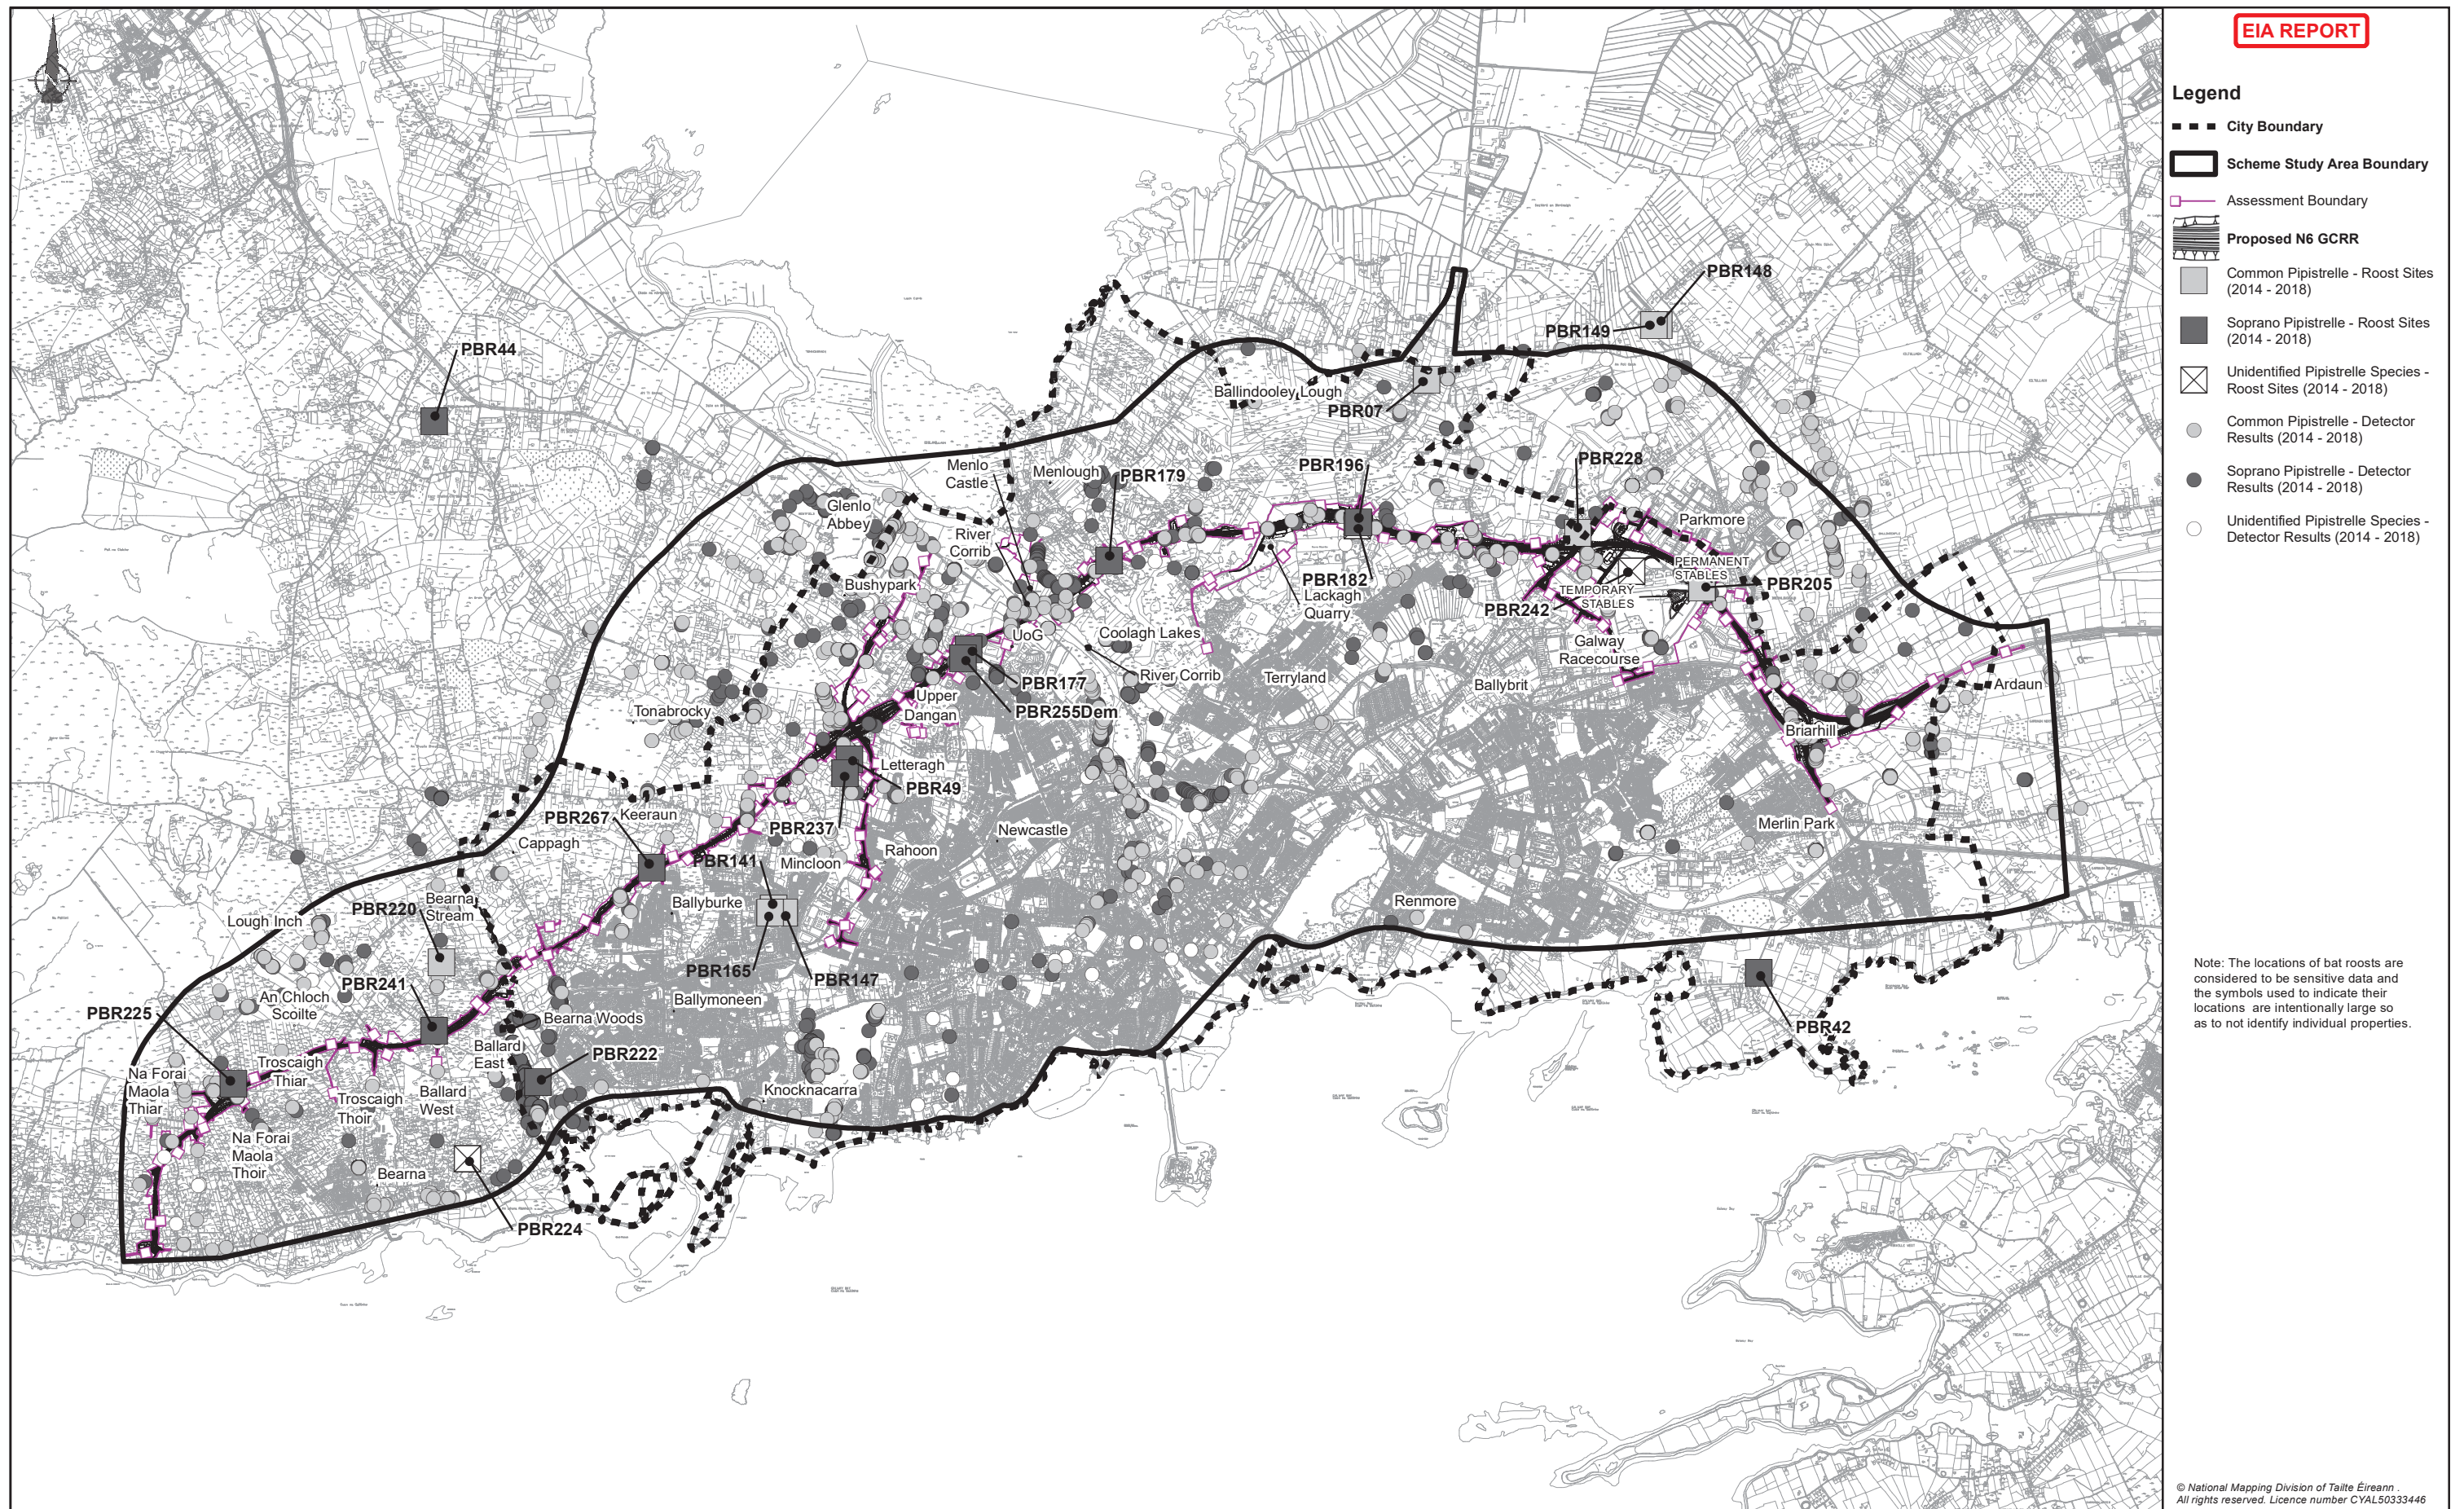 EIA REPORT
Legend
City Boundary
Scheme Study Area Boundary
Assessment Boundary
Proposed N6 GCRR
Common Pipistrelle - Roost Sites
(2014 - 2018)
Soprano Pipistrelle - Roost Sites
(2014 - 2018)
Unidentified Pipistrelle Species -
Roost Sites (2014 - 2018)
Common Pipistrelle - Detector
Results (2014 - 2018)
Soprano Pipistrelle - Detector
Results (2014 - 2018)
Unidentified Pipistrelle Species -
Detector Results (2014 - 2018)
PBR148
PBR149
PBR44
Ballindooley Lough
PBR07
Menlo
Castle
Menlough
PBR179
PBR196
PBR228
Glenlo
Abbey
River
Corrib
Parkmore
Bushypark
PBR182
Lackagh
Quarry
PERMANENT
STABLES
TEMPORARY
STABLES
PBR205
PBR242
UoG
Coolagh Lakes
Galway
Racecourse
River Corrib
PBR177
Terryland
Ballybrit
Ardaun
Upper
Dangan
PBR255Dem
Tonabrocky
Briarhill
Letteragh
PBR49
PBR267
Keeraun
PBR237
Newcastle
Merlin Park
Cappagh
Rahoon
PBR141
Mincloon
PBR220
Bearna
Stream
Ballyburke
Renmore
Lough Inch
PBR165
PBR147
PBR241
An Chloch
Scoilte
Ballymoneen
PBR225
Bearna Woods
PBR42
Ballard
East
PBR222
Troscaigh
Thiar
Na Forai
Maola
Thiar
Knocknacarra
Troscaigh
Thoir
Ballard
West
Na Forai
Maola
Thoir
Bearna
PBR224
Note: The locations of bat roosts are
considered to be sensitive data and
the symbols used to indicate their
locations are intentionally large so
as to not identify individual properties.
© National Mapping Division of Tailte Éireann .
All rights reserved. Licence number CYAL50333446